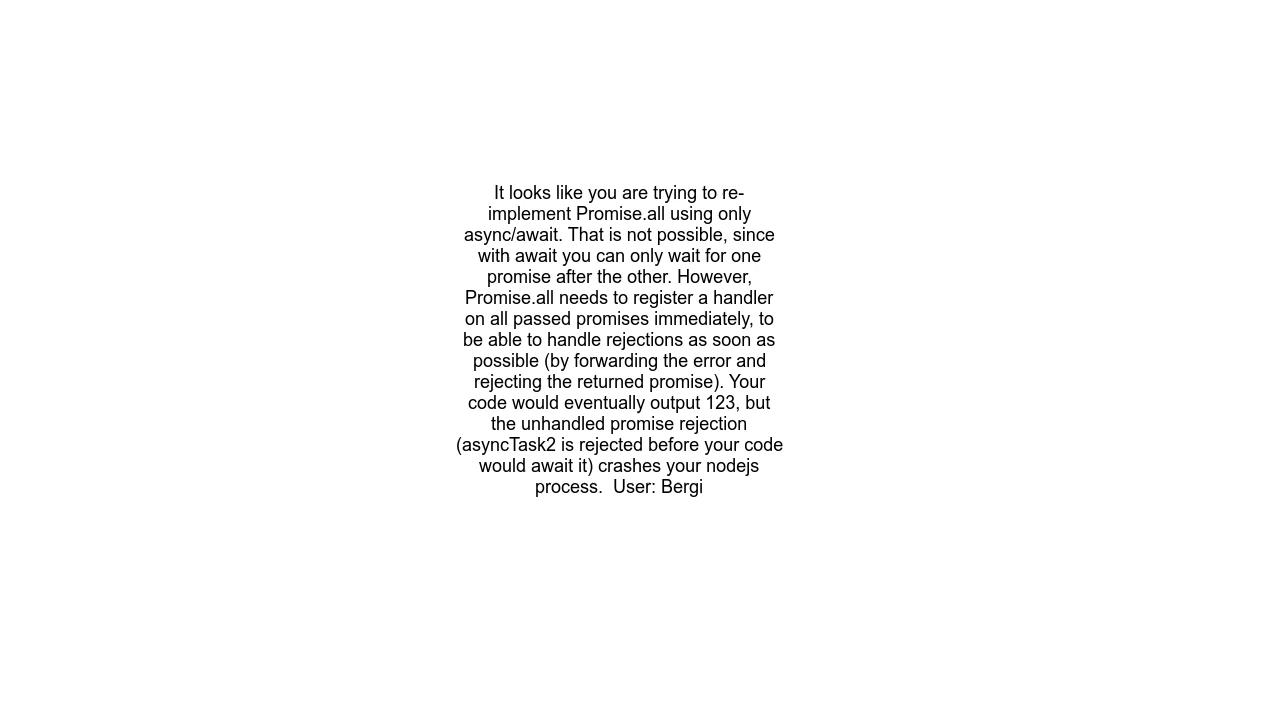 It looks like you are trying to re-
implement Promise.all using only
async/await. That is not possible, since
with await you can only wait for one
promise after the other. However,
Promise.all needs to register a handler
on all passed promises immediately, to
be able to handle rejections as soon as
possible (by forwarding the error and
rejecting the returned promise). Your
code would eventually output 123, but
the unhandled promise rejection
(asyncTask2 is rejected before your code
would await it) crashes your nodejs
process.  User: Bergi